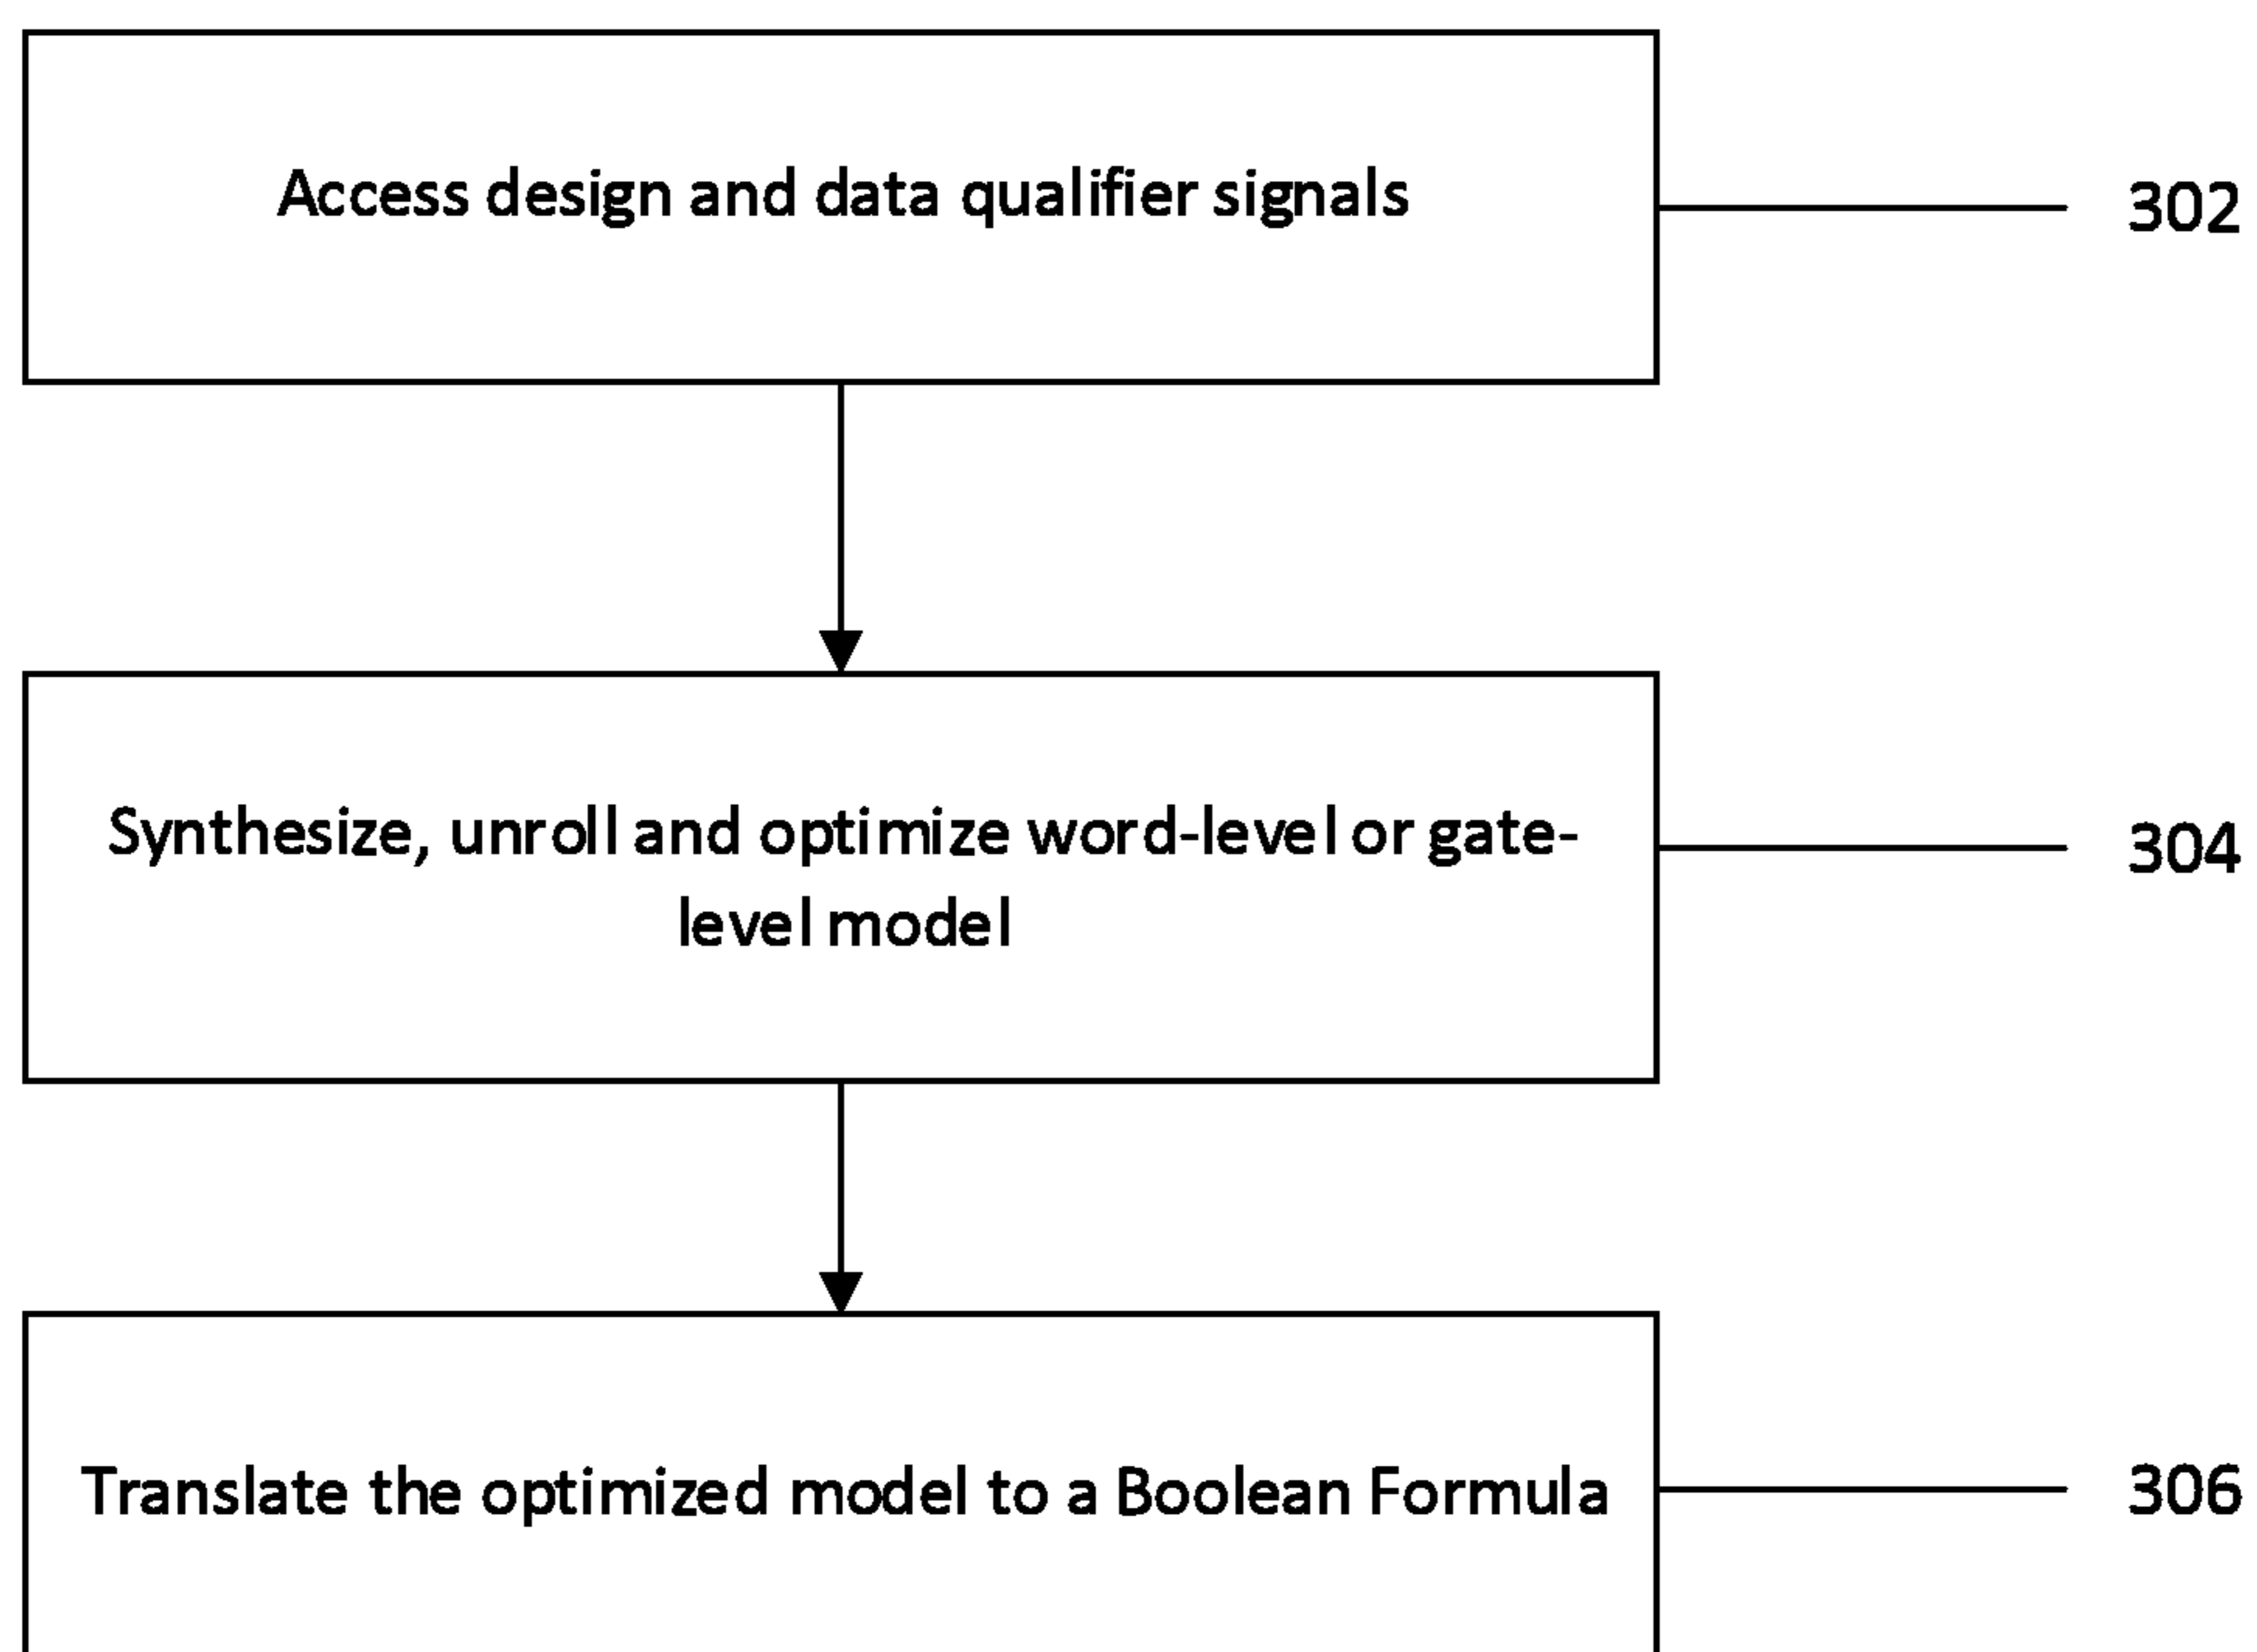 Access design and data qualifier signals
302
Synthesize, unroll and optimize word-level or gate-
level model
304
Translate the optimized model to a Boolean Formula
306